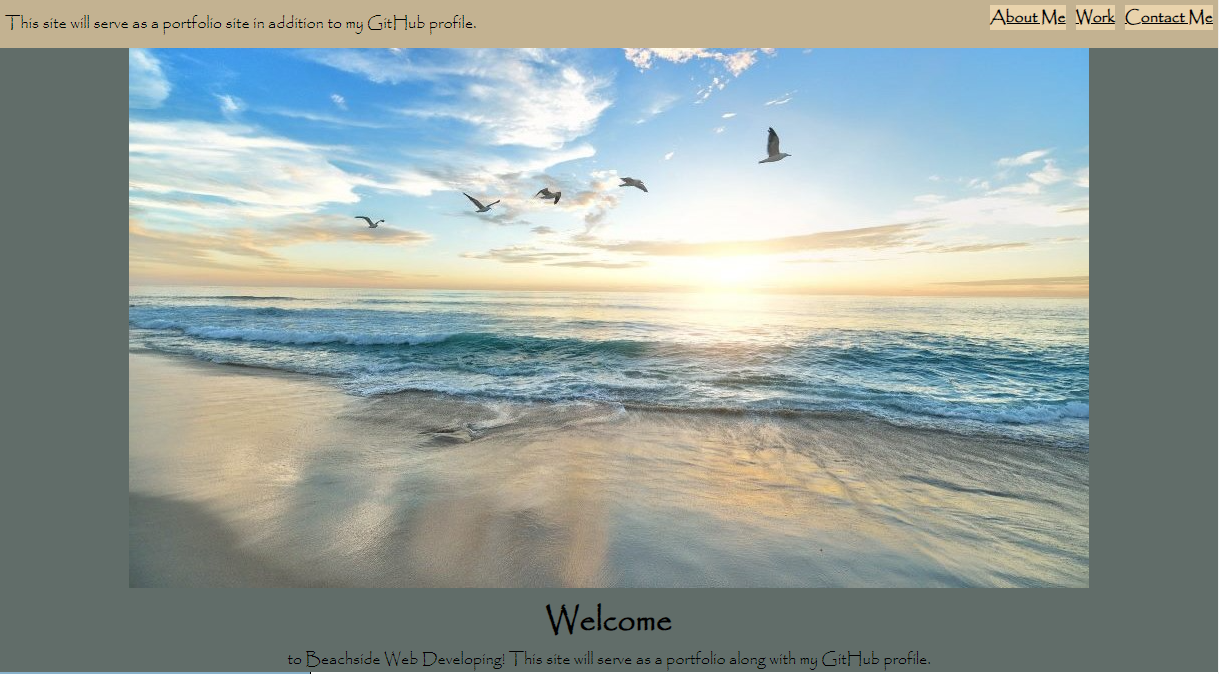 This site will serve as a portfolio site in addition to my GitHub profile.
About Me Work Contact Me
Welcome
to Beachside Web Developing! This site will serve as a portfolio along with my GitHub profile.